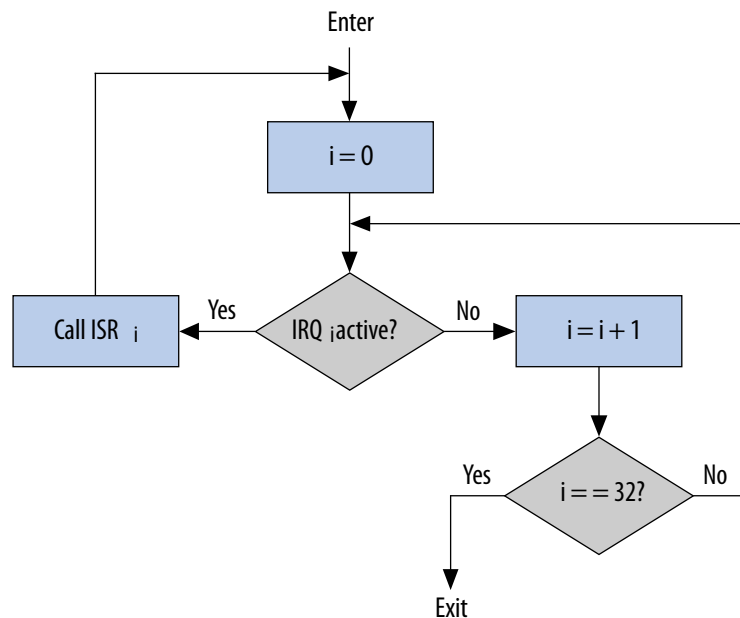 Enter
i = 0
Yes
No
Call ISR i
IRQ i active?
i = i + 1
Yes
No
i = = 32?
Exit